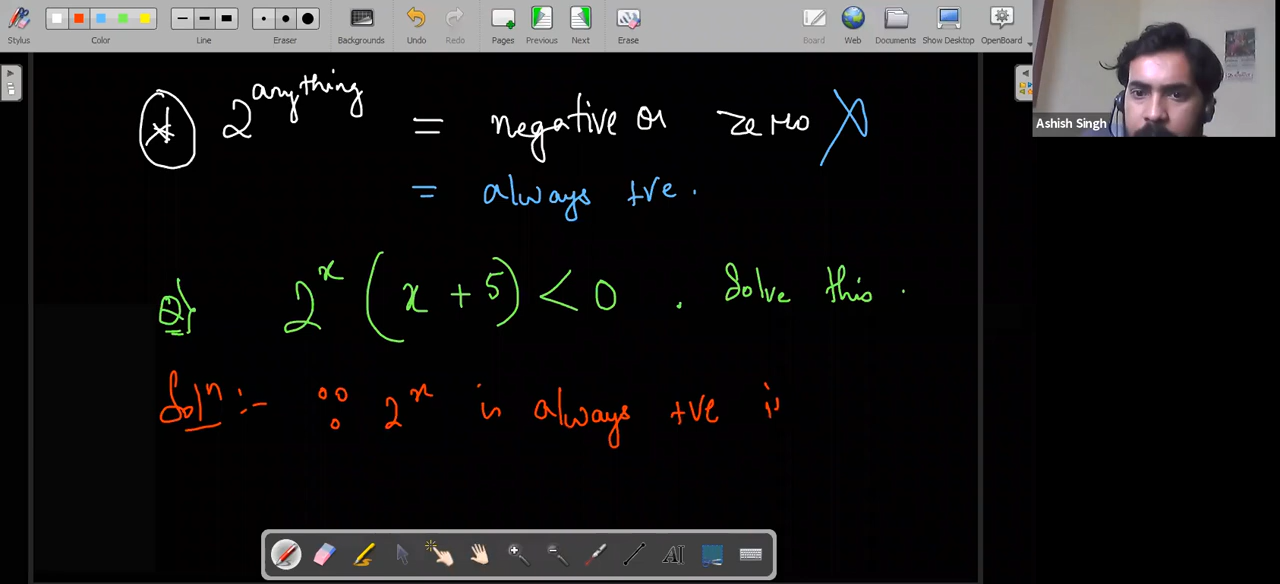 Stylus Color Line Eraser Backgrounds Undo Redo Pages Previous Next Erase Board Web Documents Show Desktop OpenBoard
Ashish Singh
2^anything = negative or zero
= always +ve.
Q) 2^x (x + 5) < 0 . Solve this.
Solⁿ :- ∵ 2^x is always +ve i